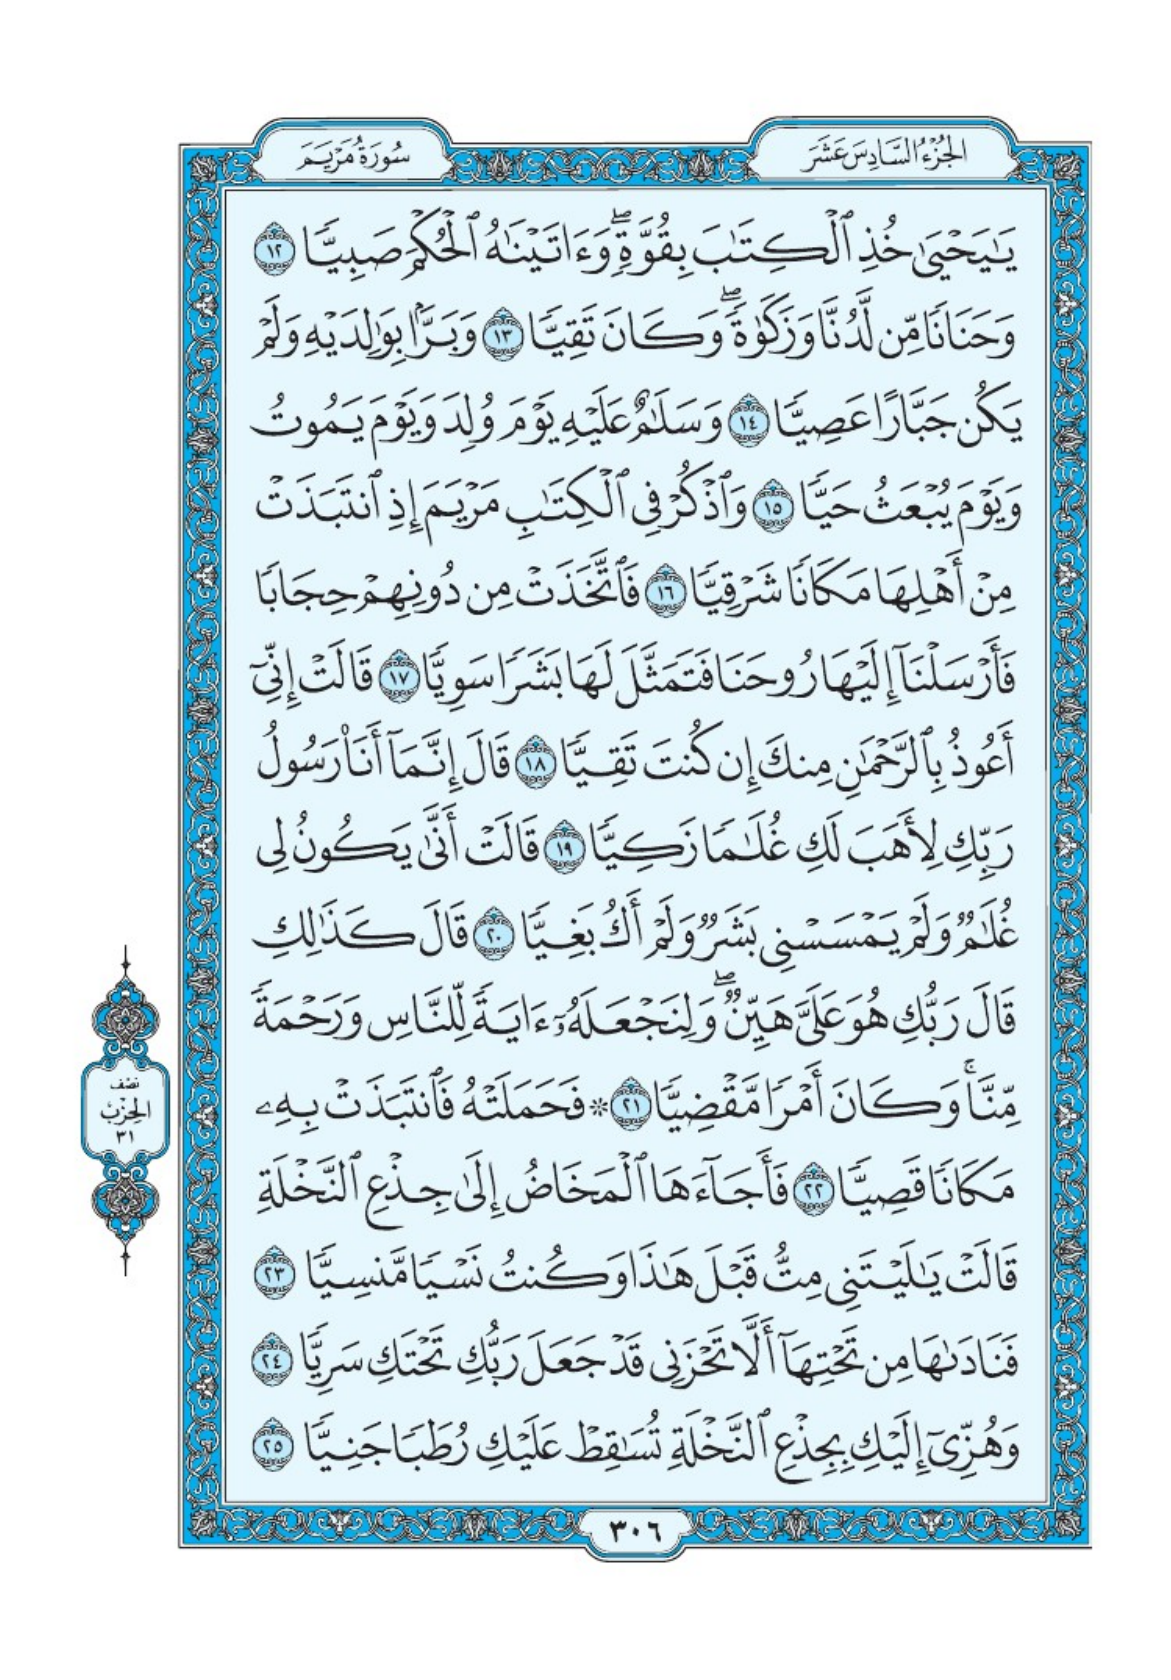 الجُزْءُ السَّادِسَ عَشَرَ
سُورَةُ مَرْيَمَ
يَـٰيَحْيَىٰ خُذِ ٱلْكِتَـٰبَ بِقُوَّةٍۖ وَءَاتَيْنَـٰهُ ٱلْحُكْمَ صَبِيًّا ١٢
وَحَنَانًا مِّن لَّدُنَّا وَزَكَوٰةًۖ وَكَانَ تَقِيًّا ١٣ وَبَرًّۢا بِوَٰلِدَيْهِ وَلَمْ
يَكُن جَبَّارًا عَصِيًّا ١٤ وَسَلَـٰمٌ عَلَيْهِ يَوْمَ وُلِدَ وَيَوْمَ يَمُوتُ
وَيَوْمَ يُبْعَثُ حَيًّا ١٥ وَٱذْكُرْ فِى ٱلْكِتَـٰبِ مَرْيَمَ إِذِ ٱنتَبَذَتْ
مِنْ أَهْلِهَا مَكَانًا شَرْقِيًّا ١٦ فَٱتَّخَذَتْ مِن دُونِهِمْ حِجَابًا
فَأَرْسَلْنَآ إِلَيْهَا رُوحَنَا فَتَمَثَّلَ لَهَا بَشَرًا سَوِيًّا ١٧ قَالَتْ إِنِّىٓ
أَعُوذُ بِٱلرَّحْمَـٰنِ مِنكَ إِن كُنتَ تَقِيًّا ١٨ قَالَ إِنَّمَآ أَنَا۠ رَسُولُ
رَبِّكِ لِأَهَبَ لَكِ غُلَـٰمًا زَكِيًّا ١٩ قَالَتْ أَنَّىٰ يَكُونُ لِى
غُلَـٰمٌ وَلَمْ يَمْسَسْنِى بَشَرٌ وَلَمْ أَكُ بَغِيًّا ٢٠ قَالَ كَذَٰلِكِ
قَالَ رَبُّكِ هُوَ عَلَىَّ هَيِّنٌۖ وَلِنَجْعَلَهُۥٓ ءَايَةً لِّلنَّاسِ وَرَحْمَةً
مِّنَّاۚ وَكَانَ أَمْرًا مَّقْضِيًّا ٢١ ۞ فَحَمَلَتْهُ فَٱنتَبَذَتْ بِهِۦ
مَكَانًا قَصِيًّا ٢٢ فَأَجَآءَهَا ٱلْمَخَاضُ إِلَىٰ جِذْعِ ٱلنَّخْلَةِ
قَالَتْ يَـٰلَيْتَنِى مِتُّ قَبْلَ هَـٰذَا وَكُنتُ نَسْيًا مَّنسِيًّا ٢٣
فَنَادَىٰهَا مِن تَحْتِهَآ أَلَّا تَحْزَنِى قَدْ جَعَلَ رَبُّكِ تَحْتَكِ سَرِيًّا ٢٤
وَهُزِّىٓ إِلَيْكِ بِجِذْعِ ٱلنَّخْلَةِ تُسَـٰقِطْ عَلَيْكِ رُطَبًا جَنِيًّا ٢٥
نصف
الحِزْبُ
٣١
٣٠٦